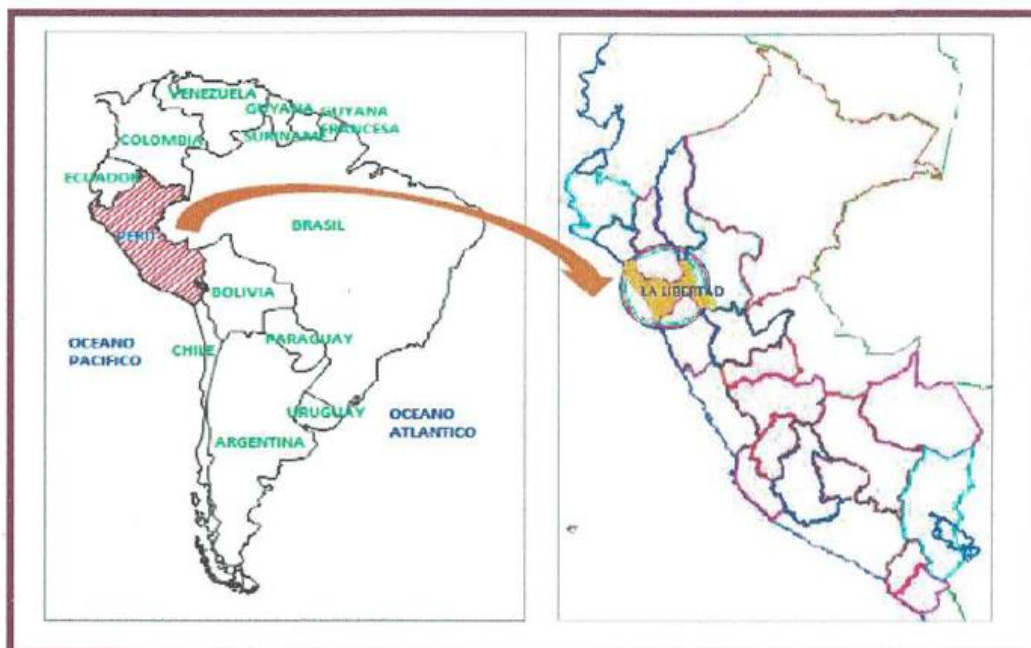 VENEZUELA
GUYANA
GUYANA
FRANCESA
SURINAME
COLOMBIA
ECUADOR
PERU
BRASIL
BOLIVIA
PARAGUAY
CHILE
OCEANO
PACIFICO
URUGUAY
OCEANO
ATLANTICO
ARGENTINA
LA LIBERTAD